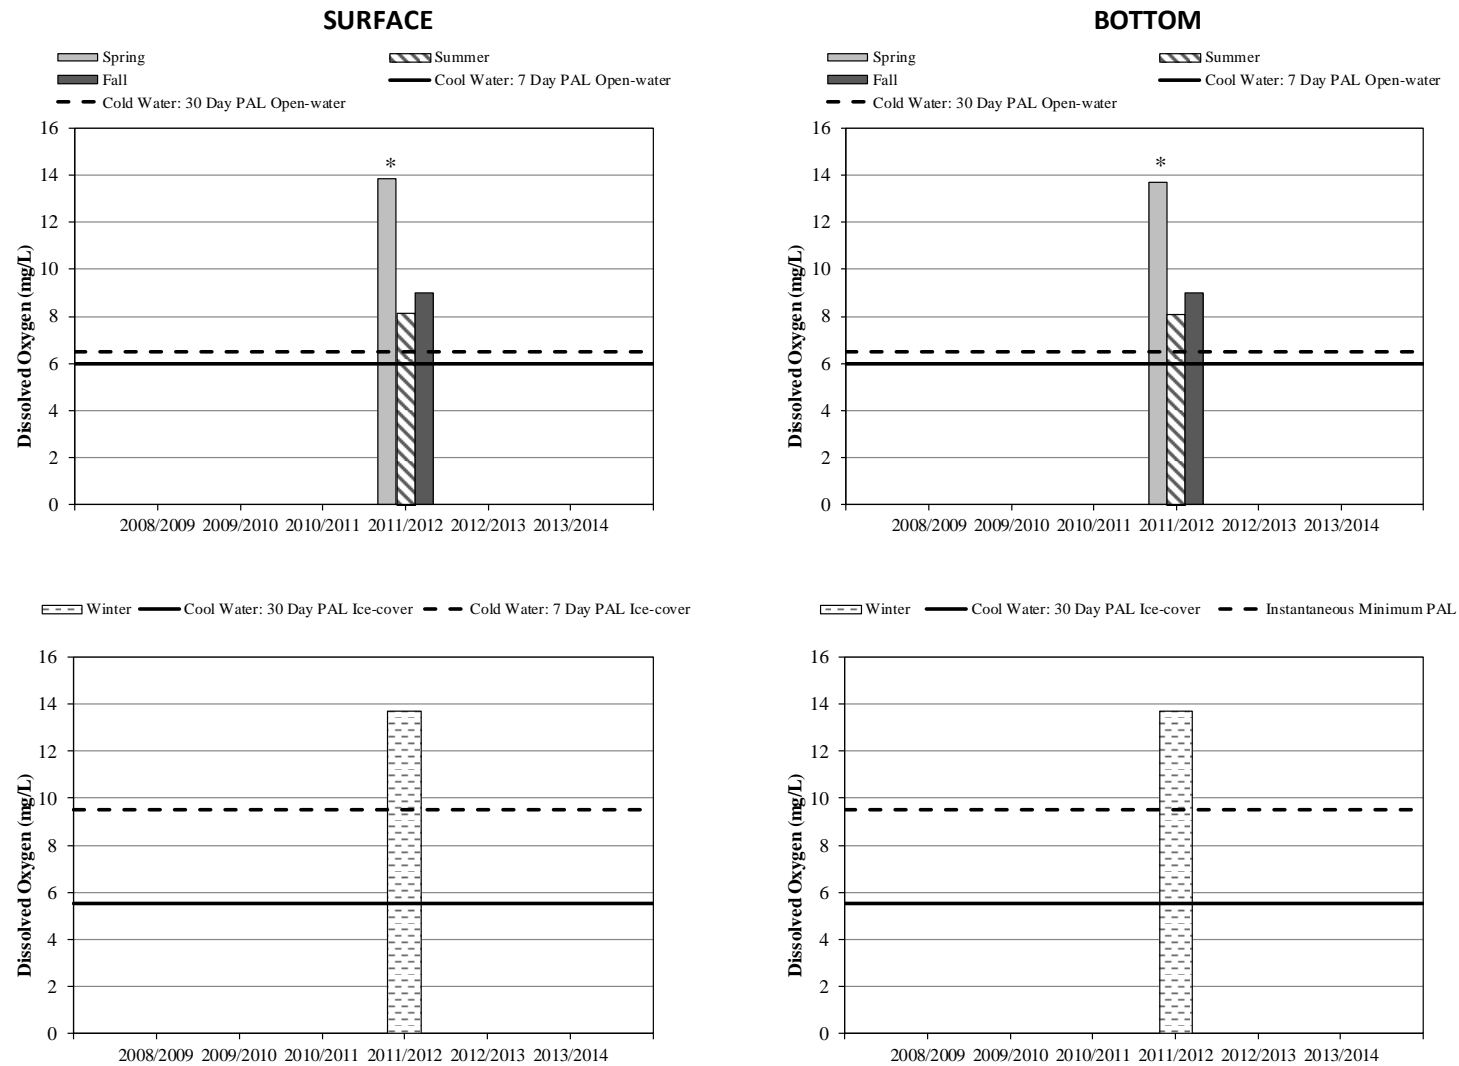 SURFACE
Spring
Summer
Fall
Cool Water: 7 Day PAL Open-water
Cold Water: 30 Day PAL Open-water
Dissolved Oxygen (mg/L)
16
14
12
10
8
6
4
2
0
*
2008/2009 2009/2010 2010/2011 2011/2012 2012/2013 2013/2014
BOTTOM
Spring
Summer
Fall
Cool Water: 7 Day PAL Open-water
Cold Water: 30 Day PAL Open-water
Dissolved Oxygen (mg/L)
16
14
12
10
8
6
4
2
0
*
2008/2009 2009/2010 2010/2011 2011/2012 2012/2013 2013/2014
Winter Cool Water: 30 Day PAL Ice-cover Cold Water: 7 Day PAL Ice-cover
Dissolved Oxygen (mg/L)
16
14
12
10
8
6
4
2
0
2008/2009 2009/2010 2010/2011 2011/2012 2012/2013 2013/2014
Winter Cool Water: 30 Day PAL Ice-cover Instantaneous Minimum PAL
Dissolved Oxygen (mg/L)
16
14
12
10
8
6
4
2
0
2008/2009 2009/2010 2010/2011 2011/2012 2012/2013 2013/2014